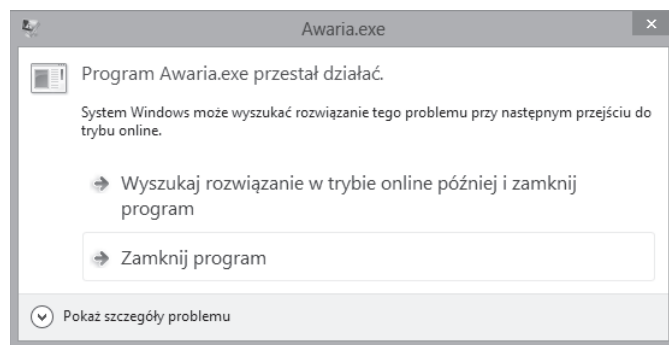 Awaria.exe
Program Awaria.exe przestał działać.
System Windows może wyszukać rozwiązanie tego problemu przy następnym przejściu do
trybu online.
Wyszukaj rozwiązanie w trybie online później i zamknij
program
Zamknij program
Pokaż szczegóły problemu